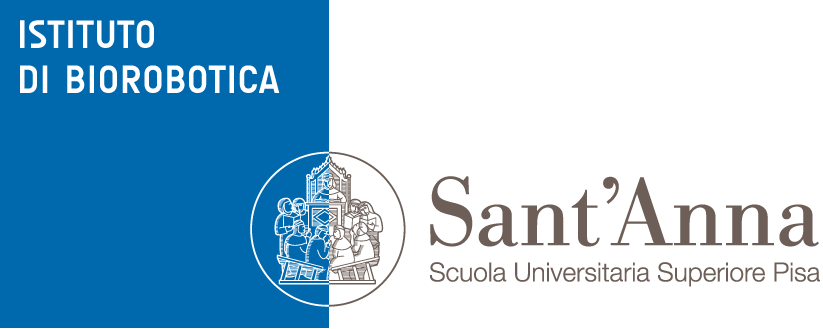 ISTITUTO
DI BIOROBOTICA
Sant'Anna
Scuola Universitaria Superiore Pisa